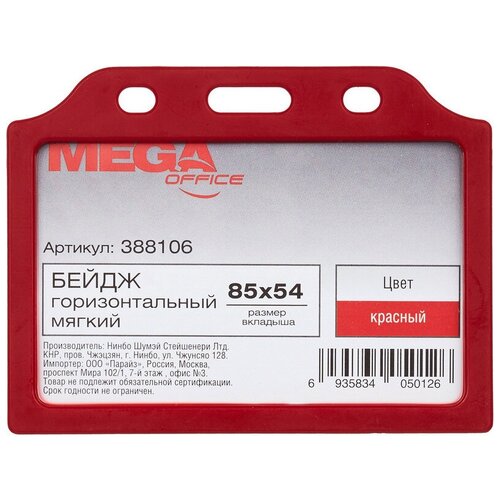 MEGA
OFFICE
Артикул: 388106
БЕЙДЖ
горизонтальный
мягкий
85x54
размер
вкладыша
Цвет
красный
Производитель: Нинбо Шумэй Стейшенери Лтд.
КНР, пров. Чжэцзян, г. Нинбо, ул. Чжунсяо 128.
Импортер: ООО «Парайз», Россия, Москва,
проспект Мира 102/1, 7-й этаж , офис №3.
Товар не подлежит обязательной сертификации.
Срок годности не ограничен.
6 935834 050126